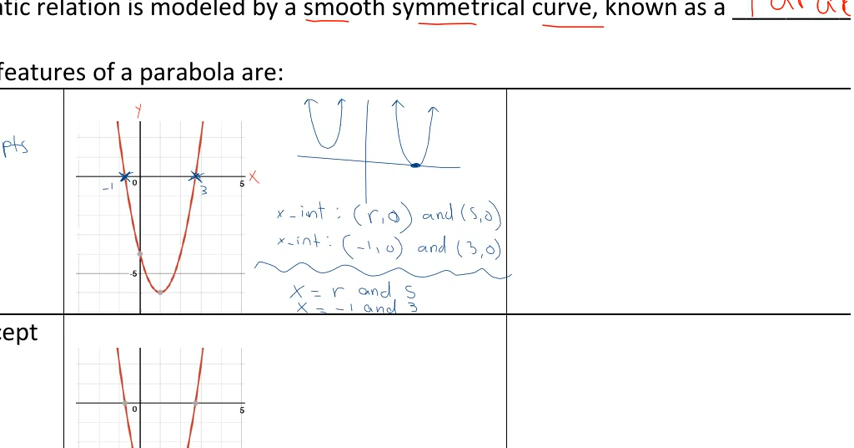 tic relation is modeled by a smooth symmetrical curve, known as a Para
features of a parabola are:
pts
Y
X
-1
0
3
5
-5
x-int: (r,0) and (s,0)
x-int: (-1,0) and (3,0)
x = r and s
x = -1 and 3
cept
0
5